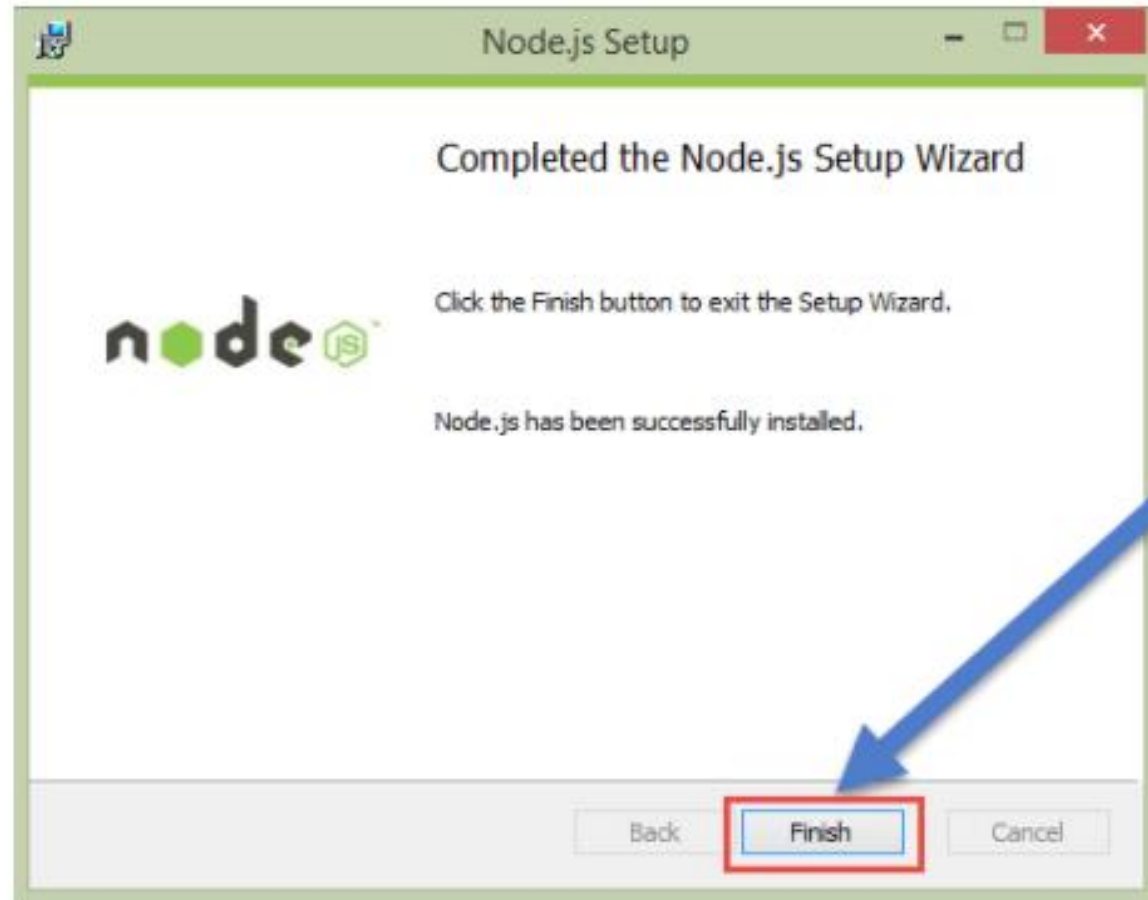 Node.js Setup
Completed the Node.js Setup Wizard
Click the Finish button to exit the Setup Wizard.
node JS™
Node.js has been successfully installed.
Back Finish Cancel